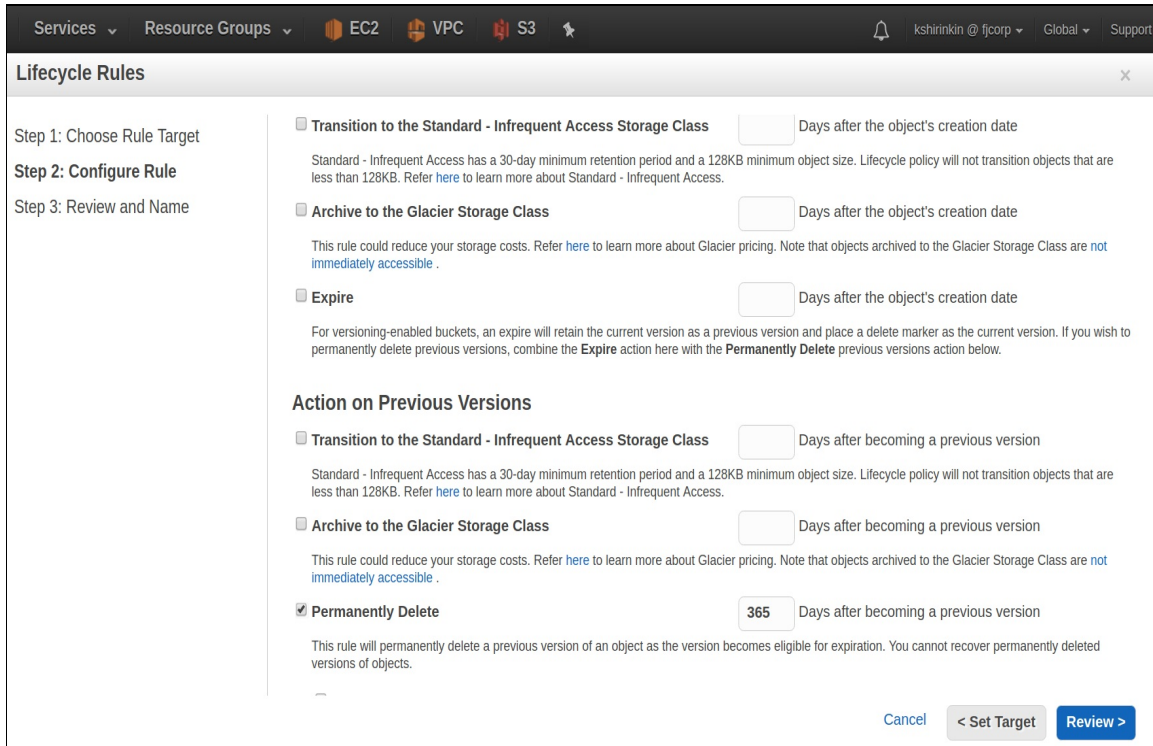 Services Resource Groups EC2 VPC S3 kshirinkin @ fjcorp Global Support
Lifecycle Rules
Step 1: Choose Rule Target
Step 2: Configure Rule
Step 3: Review and Name
Transition to the Standard - Infrequent Access Storage Class Days after the object's creation date
Standard - Infrequent Access has a 30-day minimum retention period and a 128KB minimum object size. Lifecycle policy will not transition objects that are
less than 128KB. Refer here to learn more about Standard - Infrequent Access.
Archive to the Glacier Storage Class Days after the object's creation date
This rule could reduce your storage costs. Refer here to learn more about Glacier pricing. Note that objects archived to the Glacier Storage Class are not
immediately accessible .
Expire Days after the object's creation date
For versioning-enabled buckets, an expire will retain the current version as a previous version and place a delete marker as the current version. If you wish to
permanently delete previous versions, combine the Expire action here with the Permanently Delete previous versions action below.
Action on Previous Versions
Transition to the Standard - Infrequent Access Storage Class Days after becoming a previous version
Standard - Infrequent Access has a 30-day minimum retention period and a 128KB minimum object size. Lifecycle policy will not transition objects that are
less than 128KB. Refer here to learn more about Standard - Infrequent Access.
Archive to the Glacier Storage Class Days after becoming a previous version
This rule could reduce your storage costs. Refer here to learn more about Glacier pricing. Note that objects archived to the Glacier Storage Class are not
immediately accessible .
Permanently Delete 365 Days after becoming a previous version
This rule will permanently delete a previous version of an object as the version becomes eligible for expiration. You cannot recover permanently deleted
versions of objects.
Cancel < Set Target Review >